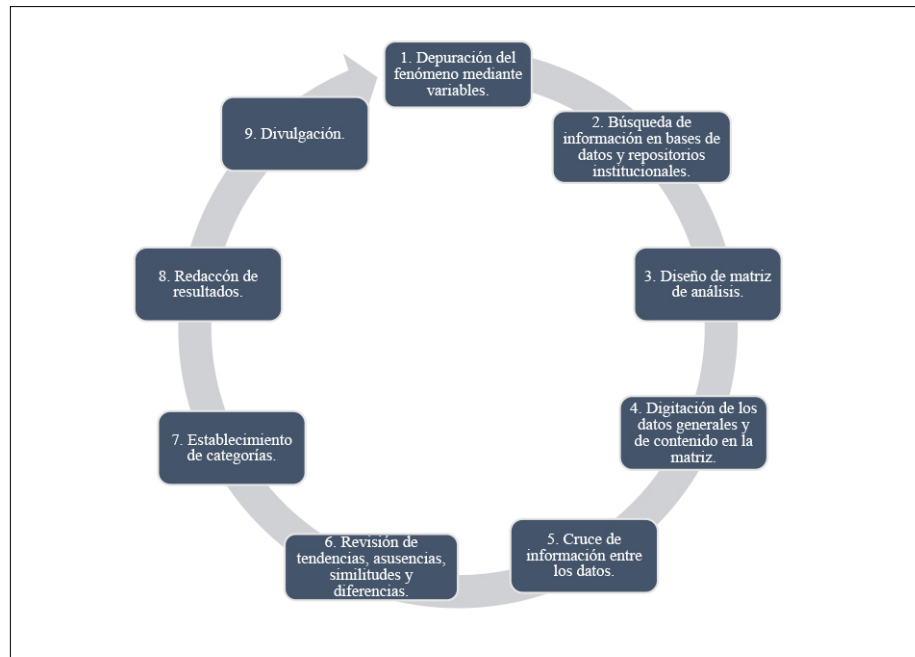 1. Depuración del
fenómeno mediante
variables.
2. Búsqueda de
información en bases de
datos y repositorios
institucionales.
3. Diseño de matriz
de análisis.
4. Digitación de los
datos generales y
de contenido en la
matriz.
5. Cruce de
información entre
los datos.
6. Revisión de
tendencias, asusencias,
similitudes y
diferencias.
7. Establecimiento
de categorías.
8. Redaccón de
resultados.
9. Divulgación.